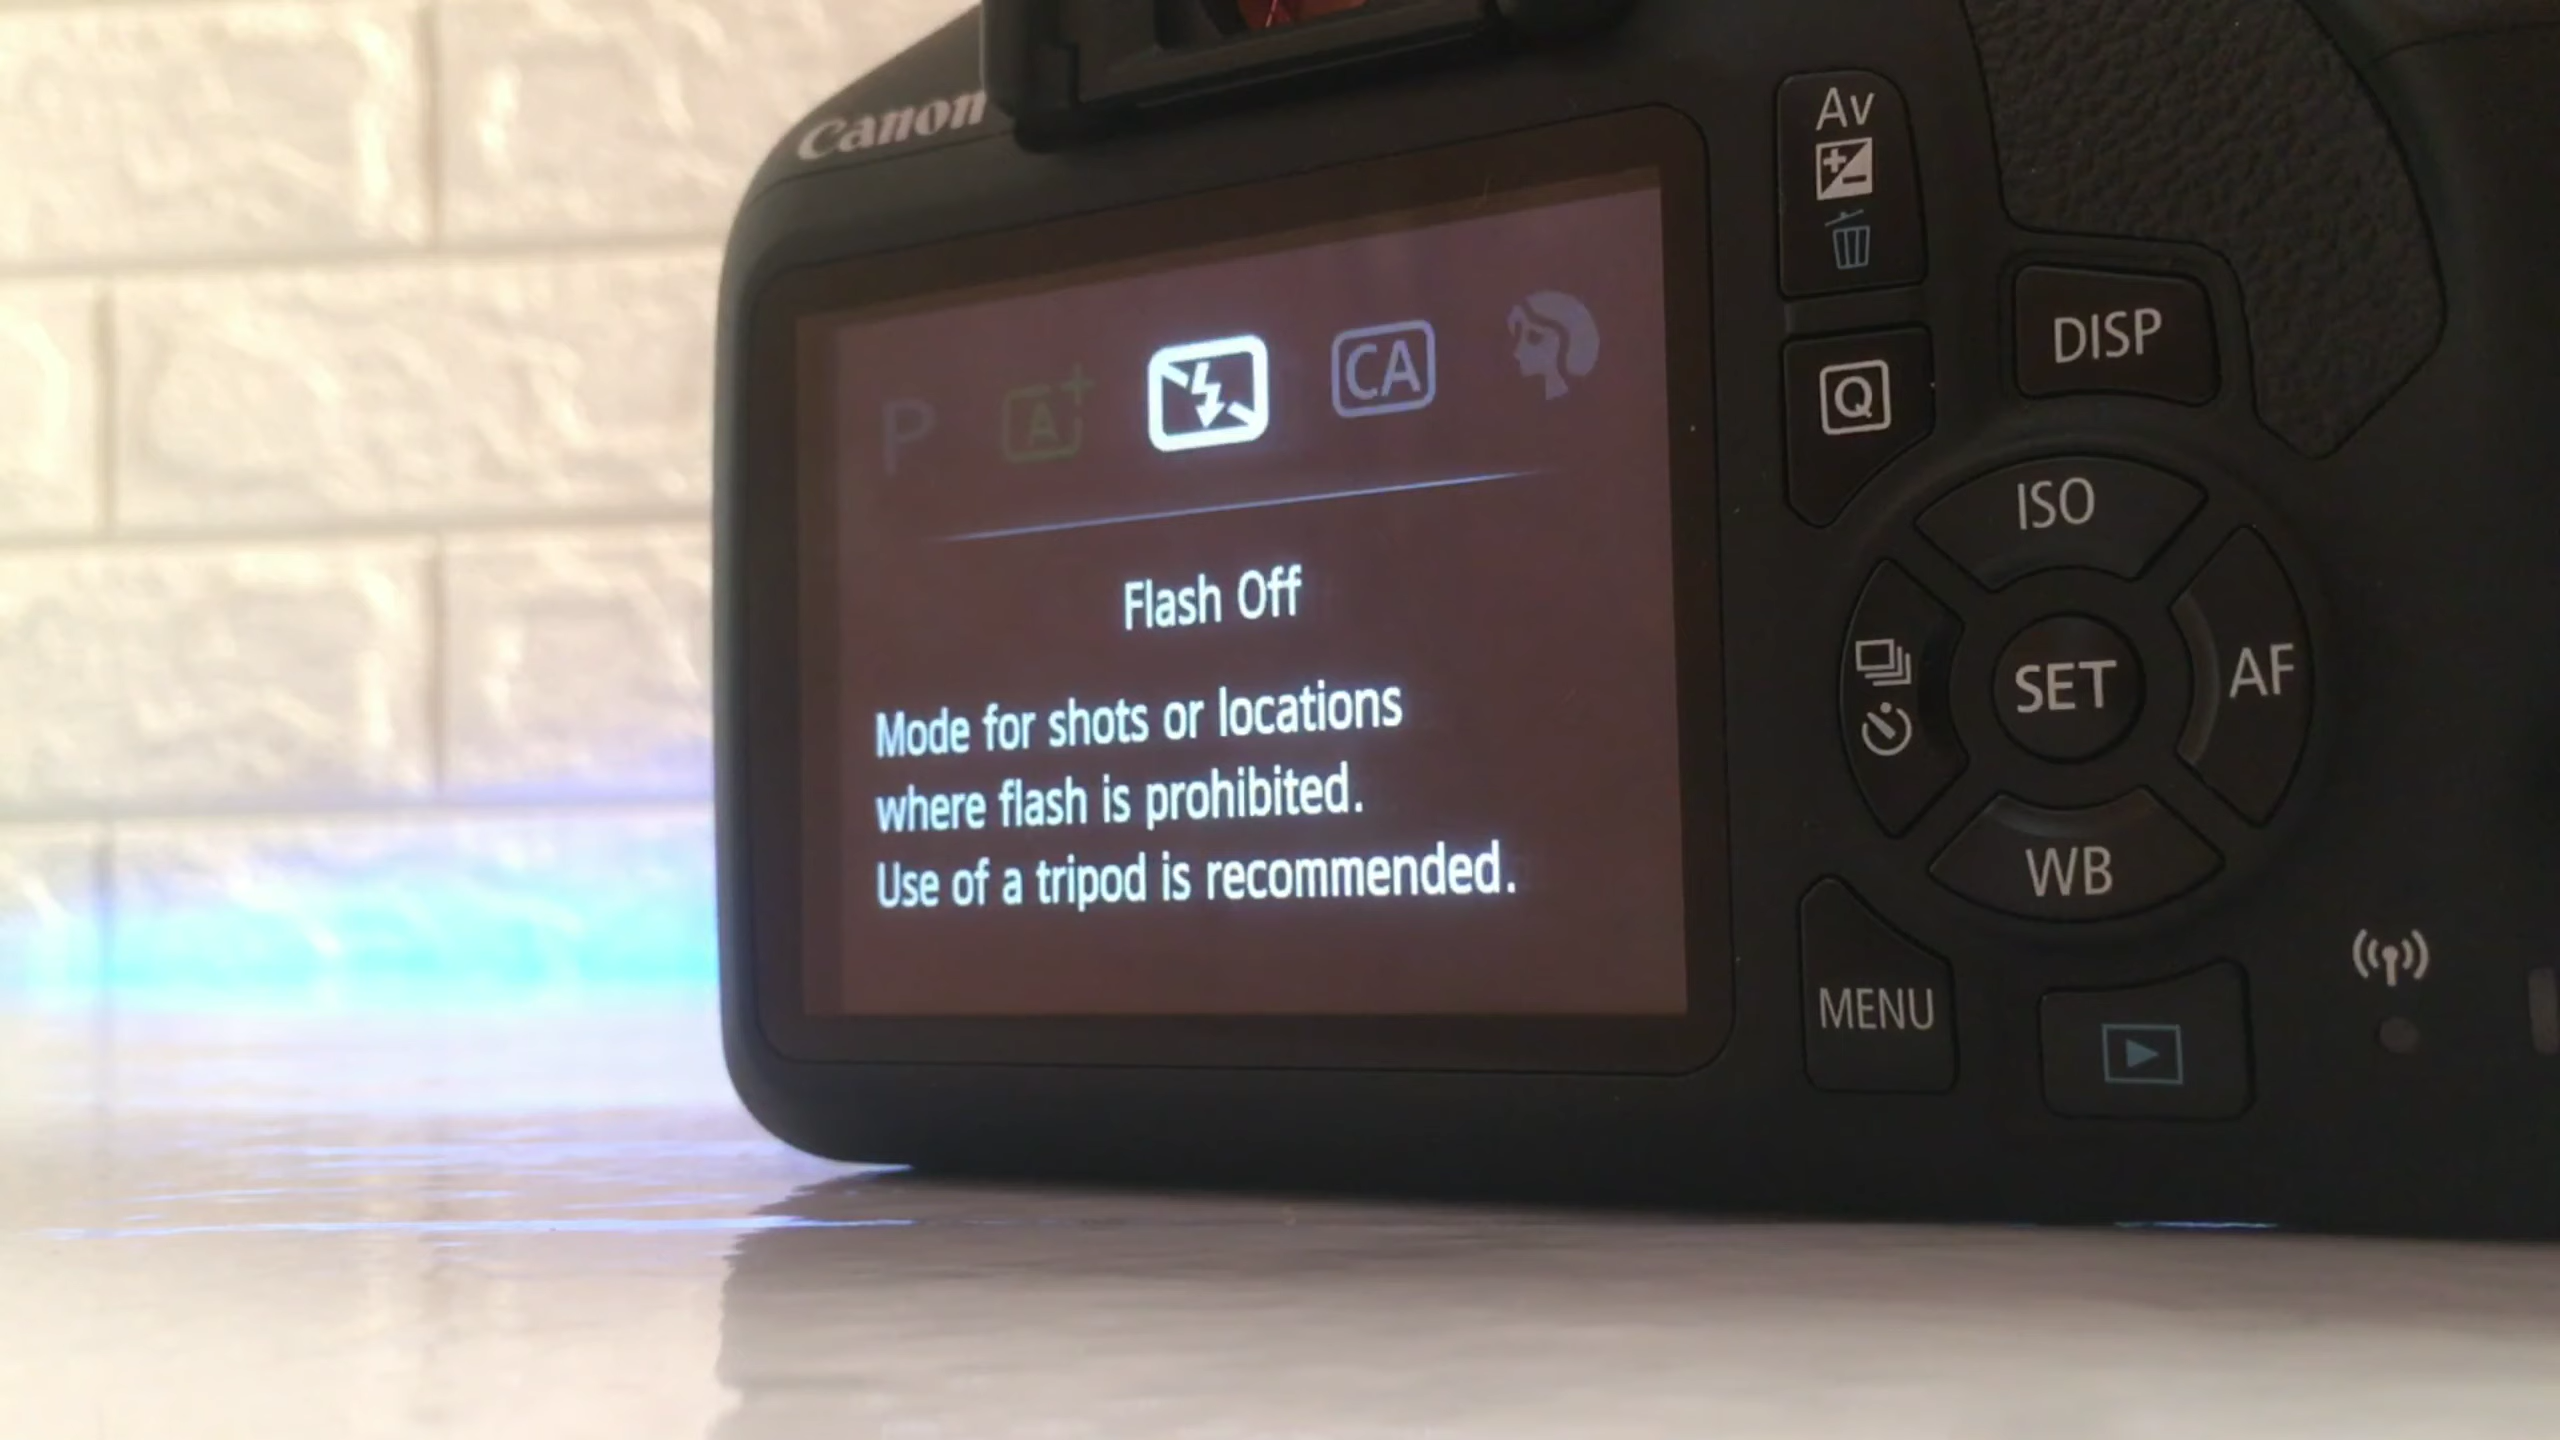 Canon
P A+ CA
Flash Off
Mode for shots or locations
where flash is prohibited.
Use of a tripod is recommended.
Av
Q
DISP
ISO
AF
SET
WB
MENU